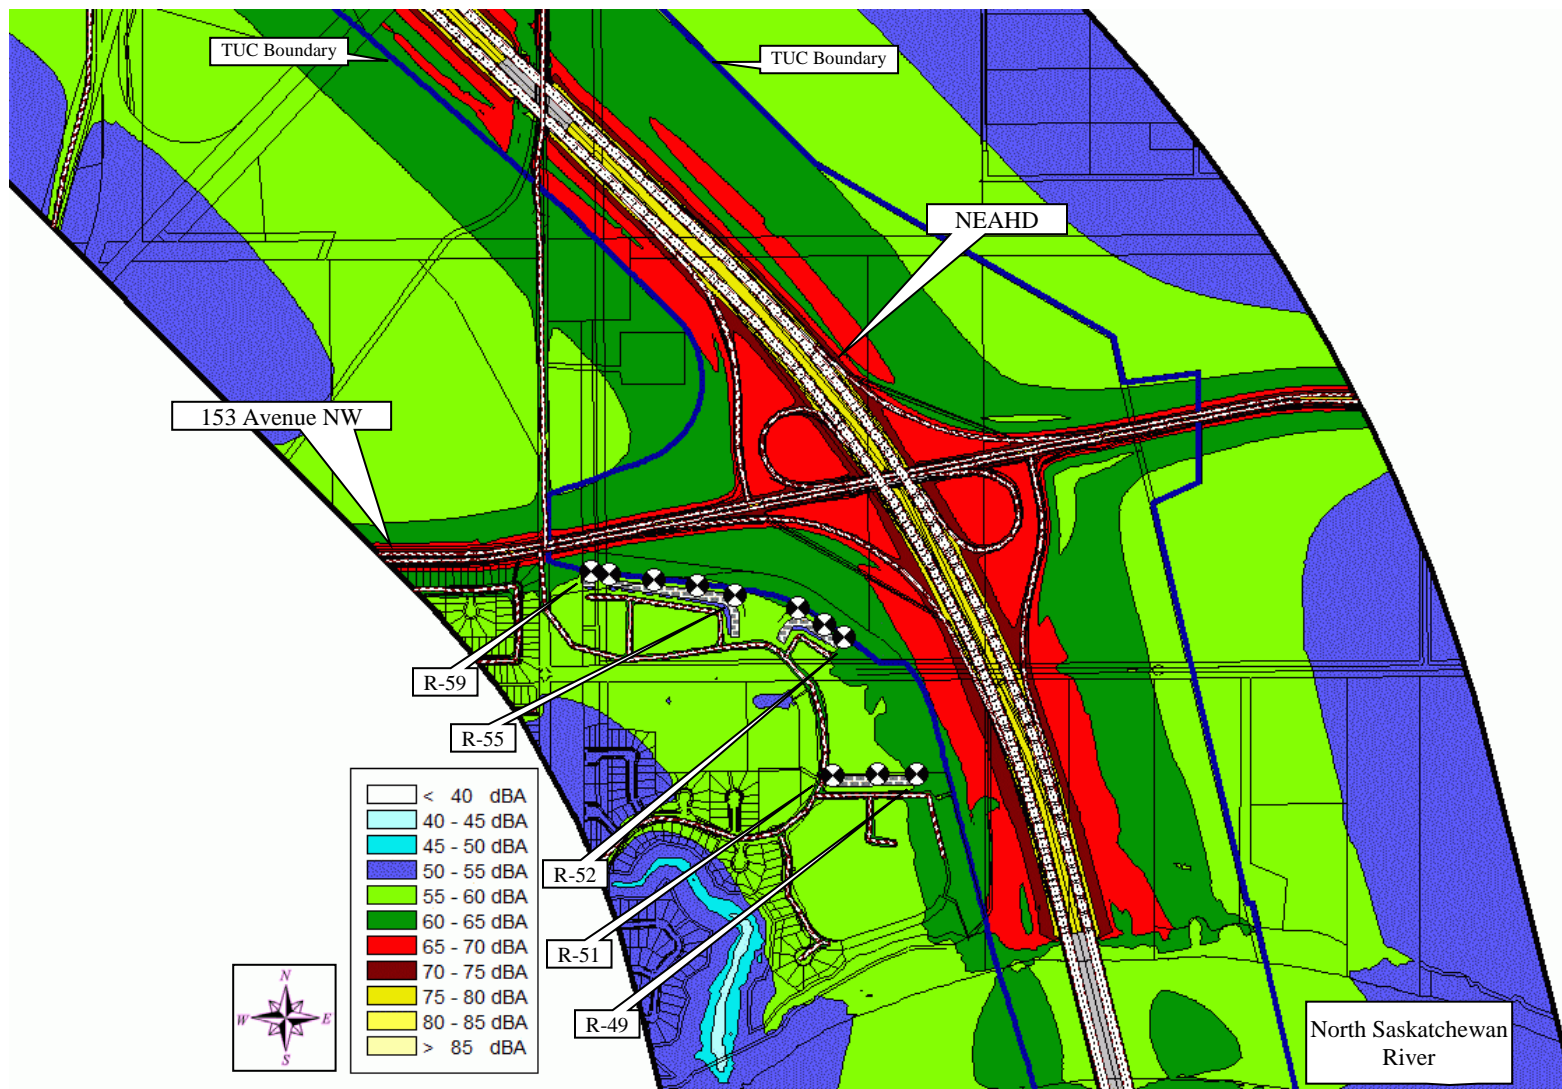 TUC Boundary
TUC Boundary
NEAHD
153 Avenue NW
R-59
R-55
R-52
R-51
R-49
< 40 dBA
40 - 45 dBA
45 - 50 dBA
50 - 55 dBA
55 - 60 dBA
60 - 65 dBA
65 - 70 dBA
70 - 75 dBA
75 - 80 dBA
80 - 85 dBA
> 85 dBA
N
W E
S
North Saskatchewan
River